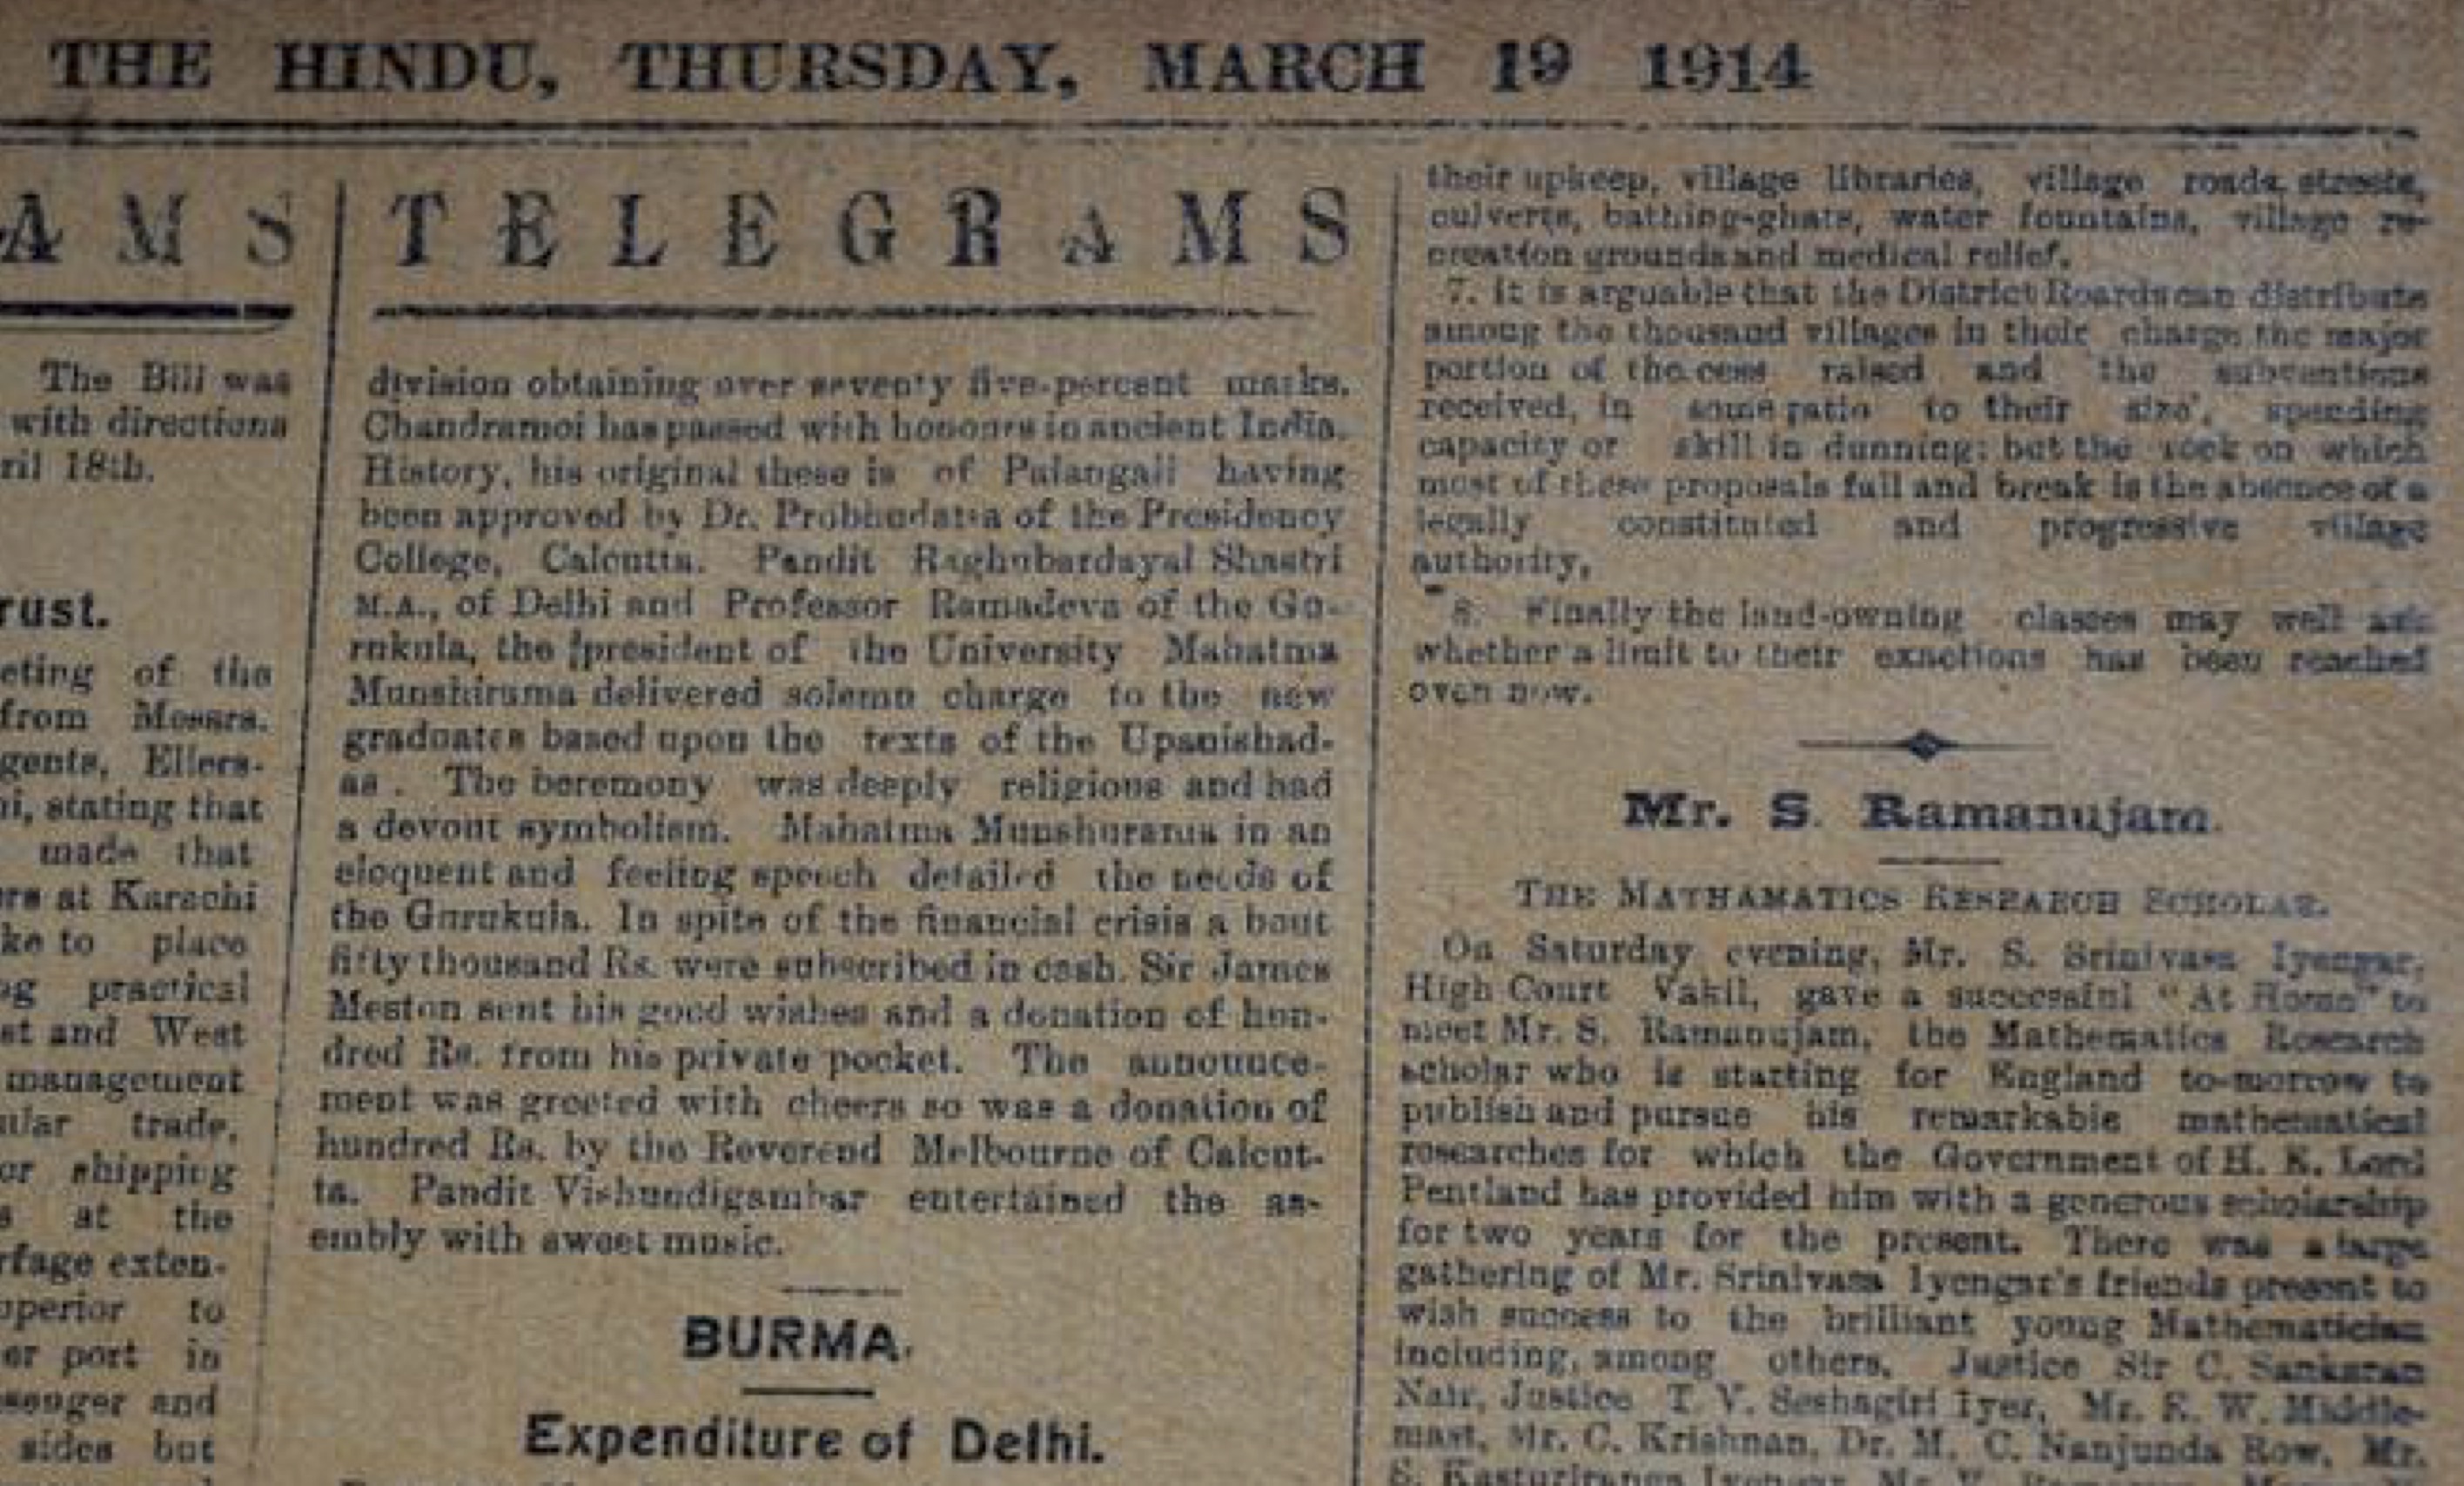 THE HINDU, THURSDAY, MARCH 19 1914
AMS
The Bill was
with directions
ril 18th.
rust.
eting of the
from Messrs.
gents, Ellers-
ni, stating that
made that
ers at Karachi
ke to place
ng practical
st and West
management
ular trade,
or shipping
s at the
rfage exten-
uperior to
er port in
ssenger and
sides but
TELEGRAMS
division obtaining over seventy five-percent marks.
Chandramoi has passed with honours in ancient India.
History, his original these is of Palangali having
been approved by Dr. Probhudatta of the Presidency
College, Calcutta. Pandit Raghubardayal Shastri
M.A., of Delhi and Professor Ramadeva of the Go-
rukula, the president of the University Mahatma
Munshirama delivered solemn charge to the new
graduates based upon the texts of the Upanishad-
as. The beremony was deeply religious and had
a devout symbolism. Mahatma Munshurama in an
eloquent and feeling speech detailed the needs of
the Gurukula. In spite of the financial crisis a bout
fifty thousand Rs. were subscribed in cash. Sir James
Meston sent his good wishes and a donation of hun-
dred Rs. from his private pocket. The announce-
ment was greeted with cheers so was a donation of
hundred Rs. by the Reverend Melbourne of Calcut-
ta. Pandit Vishnudigambar entertained the as-
embly with sweet music.
BURMA.
Expenditure of Delhi.
their upkeep, village libraries, village roads, streets,
culverts, bathing-ghats, water fountains, village re-
creation grounds and medical relief.
7. It is arguable that the District Boards can distribute
among the thousand villages in their charge the major
portion of the cess raised and the subventions
received, in some ratio to their size', spending
capacity or skill in dunning; but the rock on which
most of these proposals fall and break is the absence of a
legally constituted and progressive village
authority,
8. Finally the land-owning classes may well ask
whether a limit to their exactions has been reached
even now.
Mr. S. Ramanujam.
THE MATHAMATICS RESEARCH SCHOLAR.
On Saturday evening, Mr. S. Srinivasa Iyengar,
High Court Vakil, gave a successful "At Home" to
meet Mr. S. Ramanujam, the Mathematics Research
scholar who is starting for England to-morrow to
publish and pursue his remarkable mathematical
researches for which the Government of H. E. Lord
Pentland has provided him with a generous scholarship
for two years for the present. There was a large
gathering of Mr. Srinivasa Iyengar's friends present to
wish success to the brilliant young Mathematician
including, among others, Justice Sir C. Sankaran
Nair, Justice T. V. Seshagiri Iyer, Mr. E. W. Middle-
mast, Mr. C. Krishnan, Dr. M. C. Nanjunda Row, Mr.
S. Kasturiranga Iyengar, Mr.